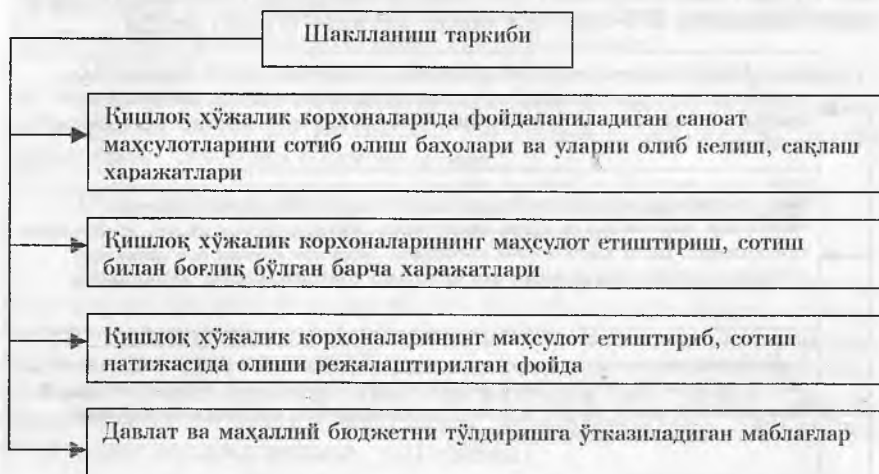 Шаклланиш таркиби
Қишлоқ хўжалик корхоналарида фойдаланиладиган саноат
маҳсулотларини сотиб олиш баҳолари ва уларни олиб келиш, сақлаш
харажатлари
Қишлоқ хўжалик корхоналарининг маҳсулот етиштириш, сотиш
билан боғлиқ бўлган барча харажатлари
Қишлоқ хўжалик корхоналарининг маҳсулот етиштириб, сотиш
натижасида олиши режалаштирилган фойда
Давлат ва маҳаллий бюджетни тўлдиришга ўтказиладиган маблағлар